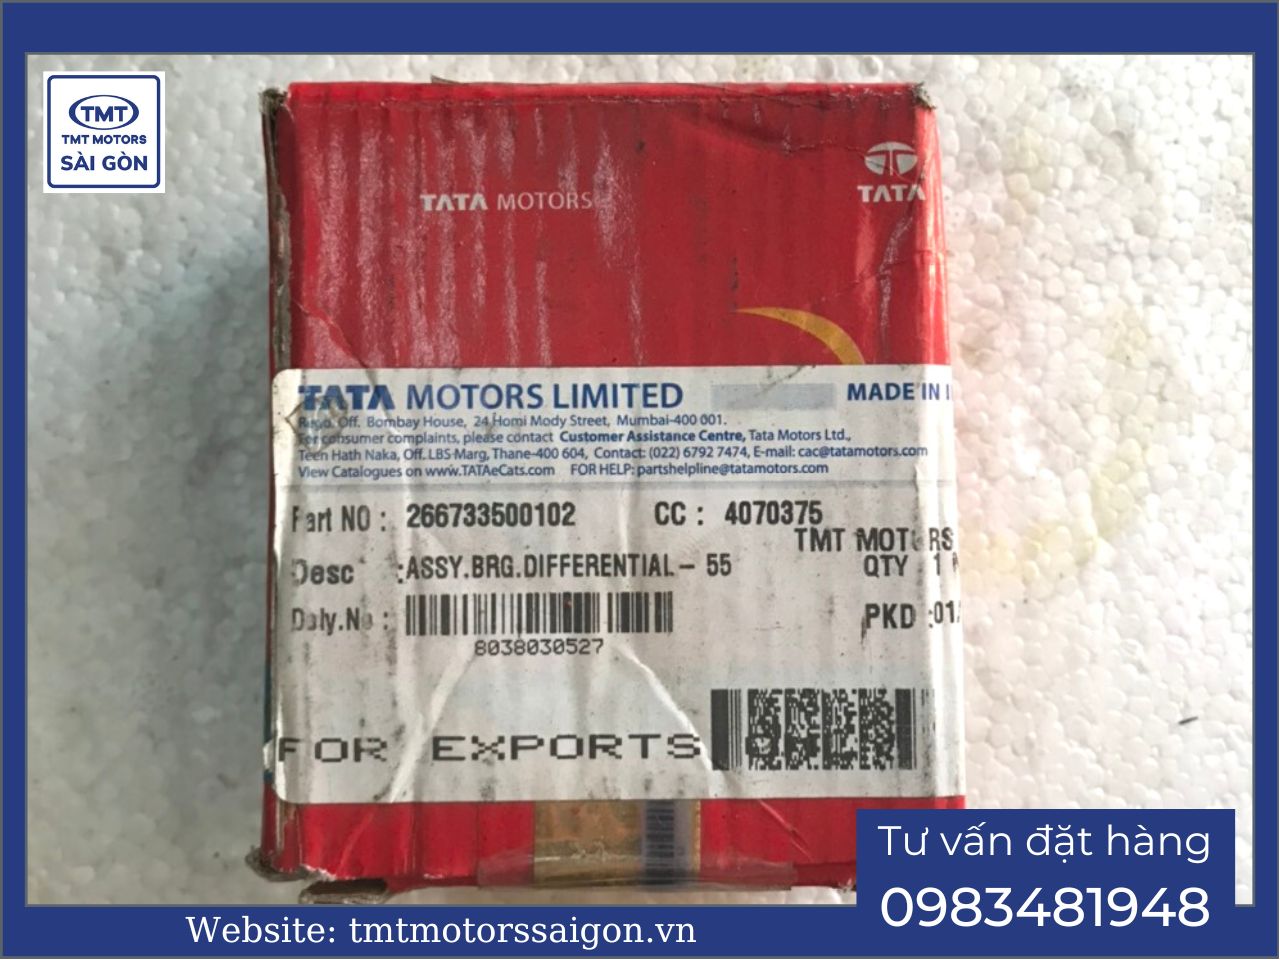 TMT
TMT MOTORS
SÀI GÒN
TATA MOTORS
TATA
TATA MOTORS LIMITED
MADE IN
Regd. Off. Bombay House, 24 Homi Mody Street, Mumbai-400 001.
For consumer complaints, please contact Customer Assistance Centre, Tata Motors Ltd.,
Teen Hath Naka, Off. LBS Marg, Thane-400 604, Contact: (022) 6792 7474, E-mail: cac@tatamotors.com
View Catalogues on www.TATAeCats.com FOR HELP: partshelpline@tatamotors.com
Part NO : 266733500102 CC : 4070375
TMT MOTORS
Desc :ASSY.BRG.DIFFERENTIAL - 55 QTY 1
Dely.No : PKD :01
8038030527
FOR EXPORTS ONLY
Tư vấn đặt hàng
0983481948
Website: tmtmotorssaigon.vn